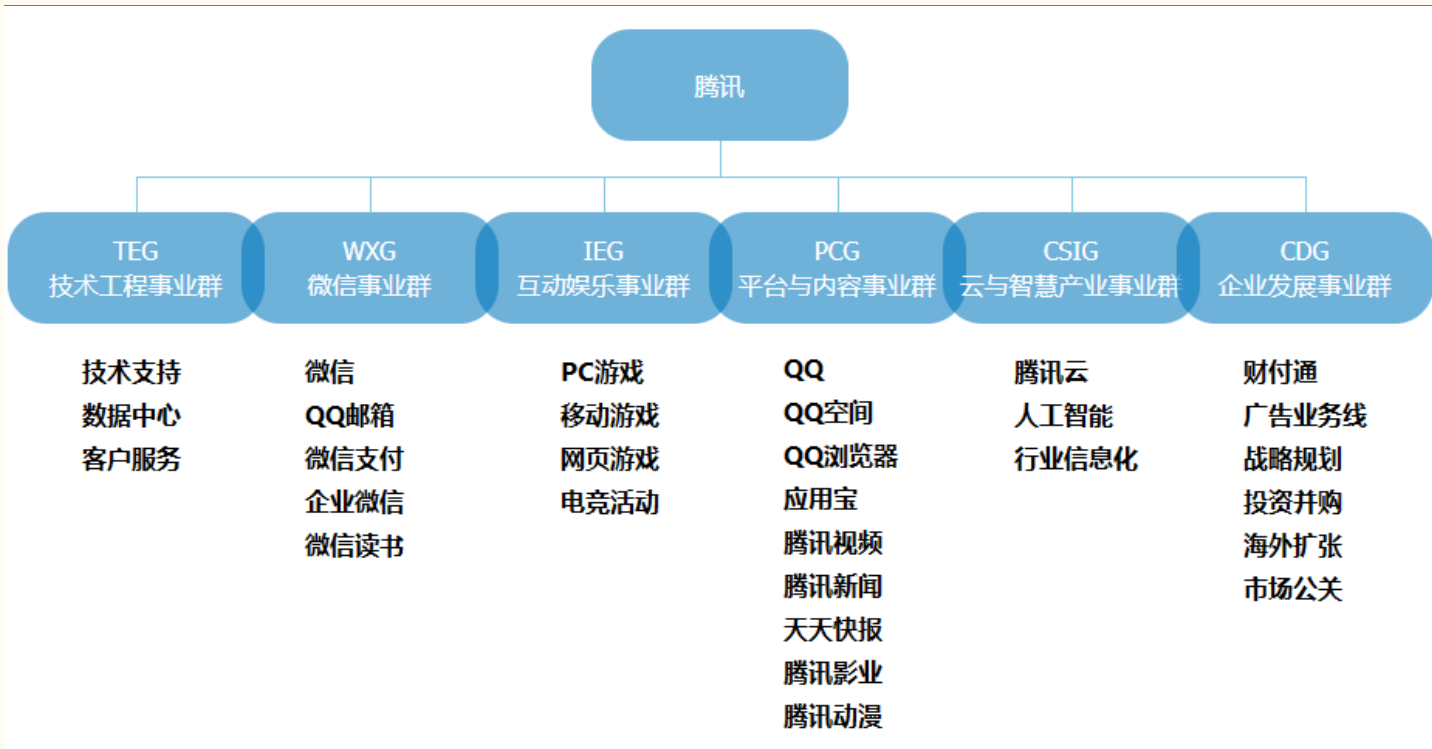 腾讯
TEG
技术工程事业群
WXG
微信事业群
IEG
互动娱乐事业群
PCG
平台与内容事业群
CSIG
云与智慧产业事业群
CDG
企业发展事业群
技术支持
数据中心
客户服务
微信
QQ邮箱
微信支付
企业微信
微信读书
PC游戏
移动游戏
网页游戏
电竞活动
QQ
QQ空间
QQ浏览器
应用宝
腾讯视频
腾讯新闻
天天快报
腾讯影业
腾讯动漫
腾讯云
人工智能
行业信息化
财付通
广告业务线
战略规划
投资并购
海外扩张
市场公关